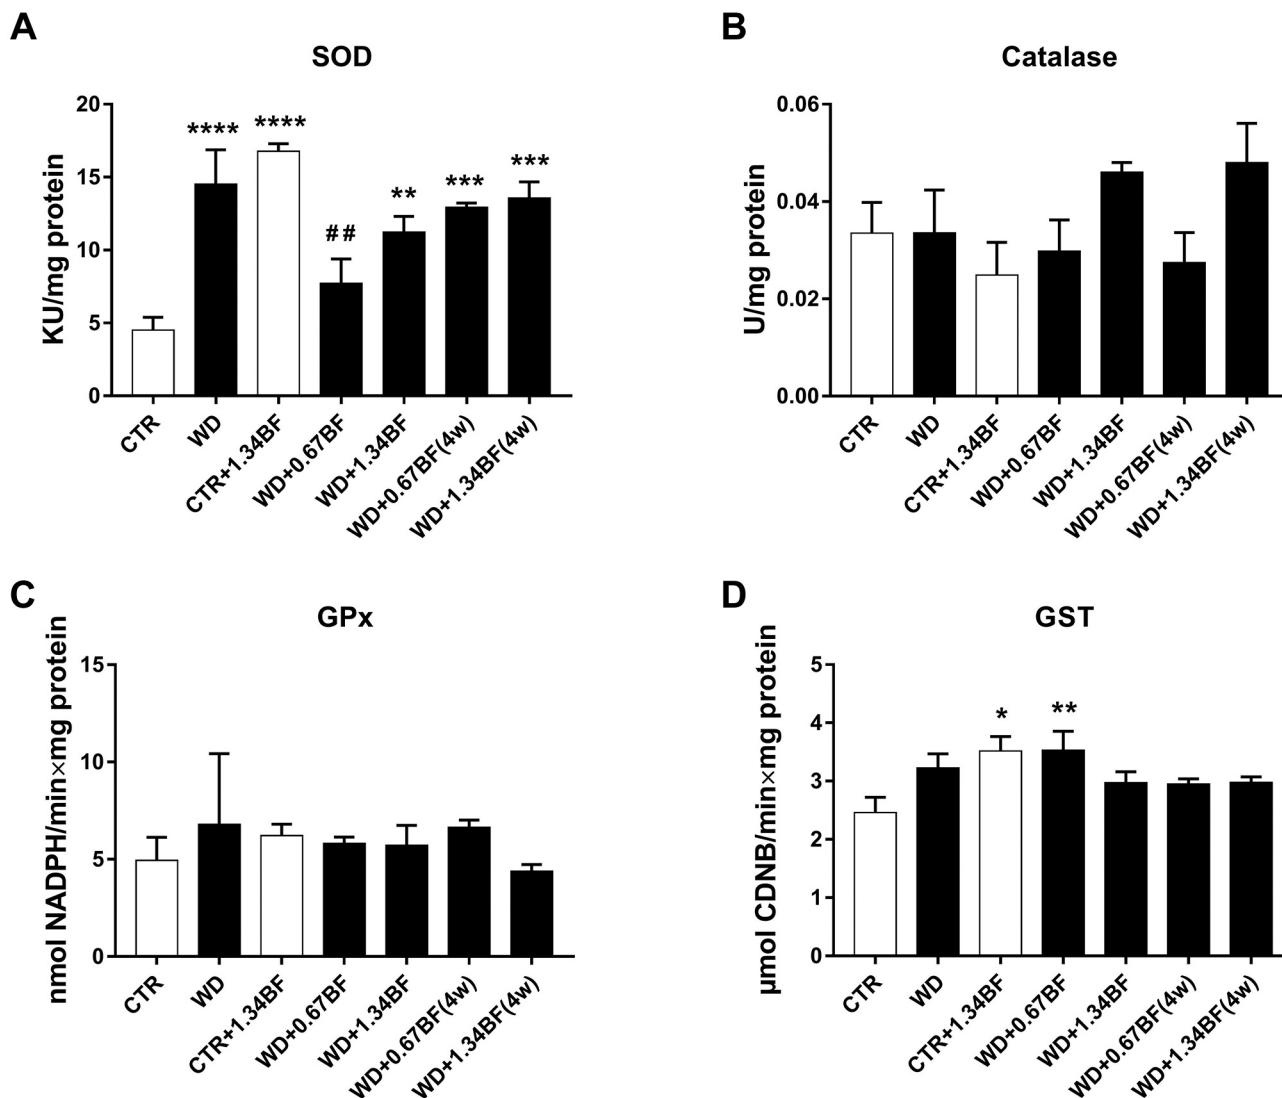 A
SOD
KU/mg protein
20
15
10
5
0
****
****
##
**
***
***
CTR
WD
CTR+1.34BF
WD+0.67BF
WD+1.34BF
WD+0.67BF(4w)
WD+1.34BF(4w)
B
Catalase
U/mg protein
0.06
0.04
0.02
0.00
CTR
WD
CTR+1.34BF
WD+0.67BF
WD+1.34BF
WD+0.67BF(4w)
WD+1.34BF(4w)
C
GPx
nmol NADPH/min×mg protein
15
10
5
0
CTR
WD
CTR+1.34BF
WD+0.67BF
WD+1.34BF
WD+0.67BF(4w)
WD+1.34BF(4w)
D
GST
μmol CDNB/min×mg protein
5
4
3
2
1
0
*
**
CTR
WD
CTR+1.34BF
WD+0.67BF
WD+1.34BF
WD+0.67BF(4w)
WD+1.34BF(4w)